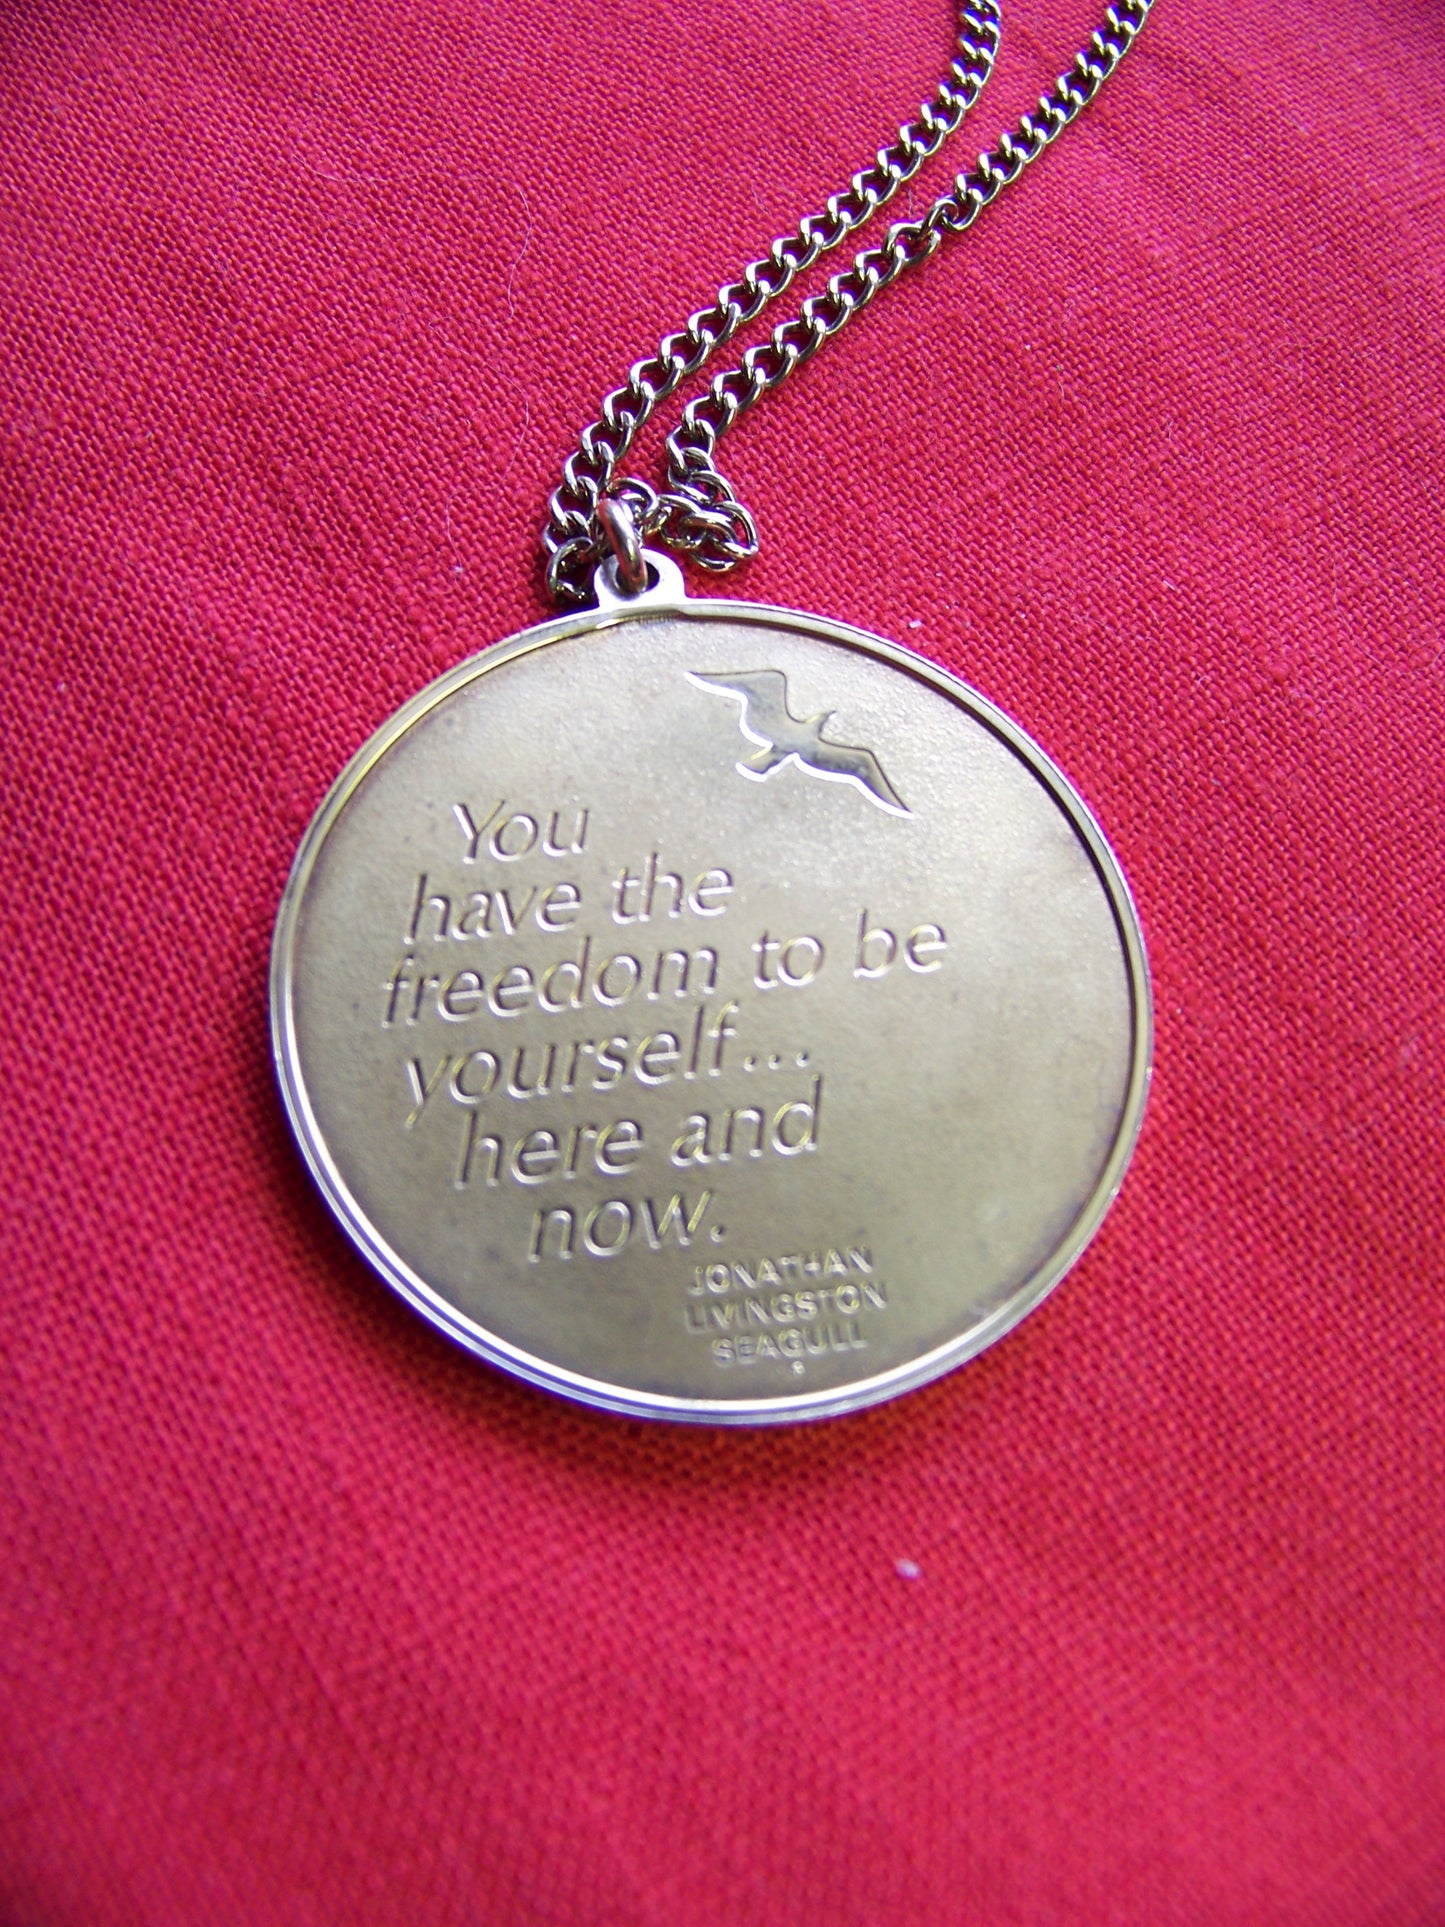 You
have the
freedom to be
yourself...
here and
now.
JONATHAN
LIVINGSTON
SEAGULL